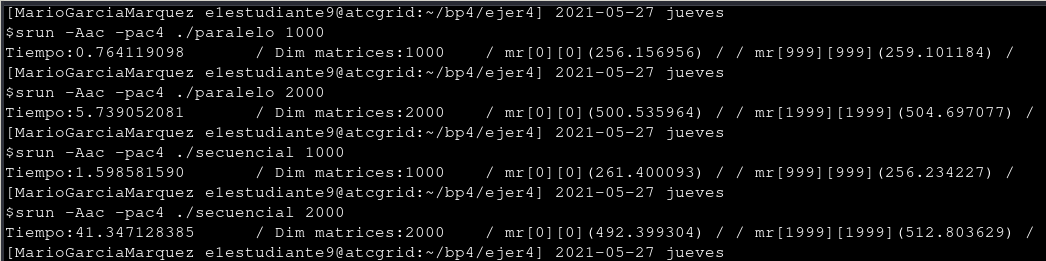 [MarioGarciaMarquez e1estudiante9@atcgrid:~/bp4/ejer4] 2021-05-27 jueves
$srun -Aac -pac4 ./paralelo 1000
Tiempo:0.764119098 / Dim matrices:1000 / mr[0][0](256.156956) / / mr[999][999](259.101184) /
[MarioGarciaMarquez e1estudiante9@atcgrid:~/bp4/ejer4] 2021-05-27 jueves
$srun -Aac -pac4 ./paralelo 2000
Tiempo:5.739052081 / Dim matrices:2000 / mr[0][0](500.535964) / / mr[1999][1999](504.697077) /
[MarioGarciaMarquez e1estudiante9@atcgrid:~/bp4/ejer4] 2021-05-27 jueves
$srun -Aac -pac4 ./secuencial 1000
Tiempo:1.598581590 / Dim matrices:1000 / mr[0][0](261.400093) / / mr[999][999](256.234227) /
[MarioGarciaMarquez e1estudiante9@atcgrid:~/bp4/ejer4] 2021-05-27 jueves
$srun -Aac -pac4 ./secuencial 2000
Tiempo:41.347128385 / Dim matrices:2000 / mr[0][0](492.399304) / / mr[1999][1999](512.803629) /
[MarioGarciaMarquez e1estudiante9@atcgrid:~/bp4/ejer4] 2021-05-27 jueves